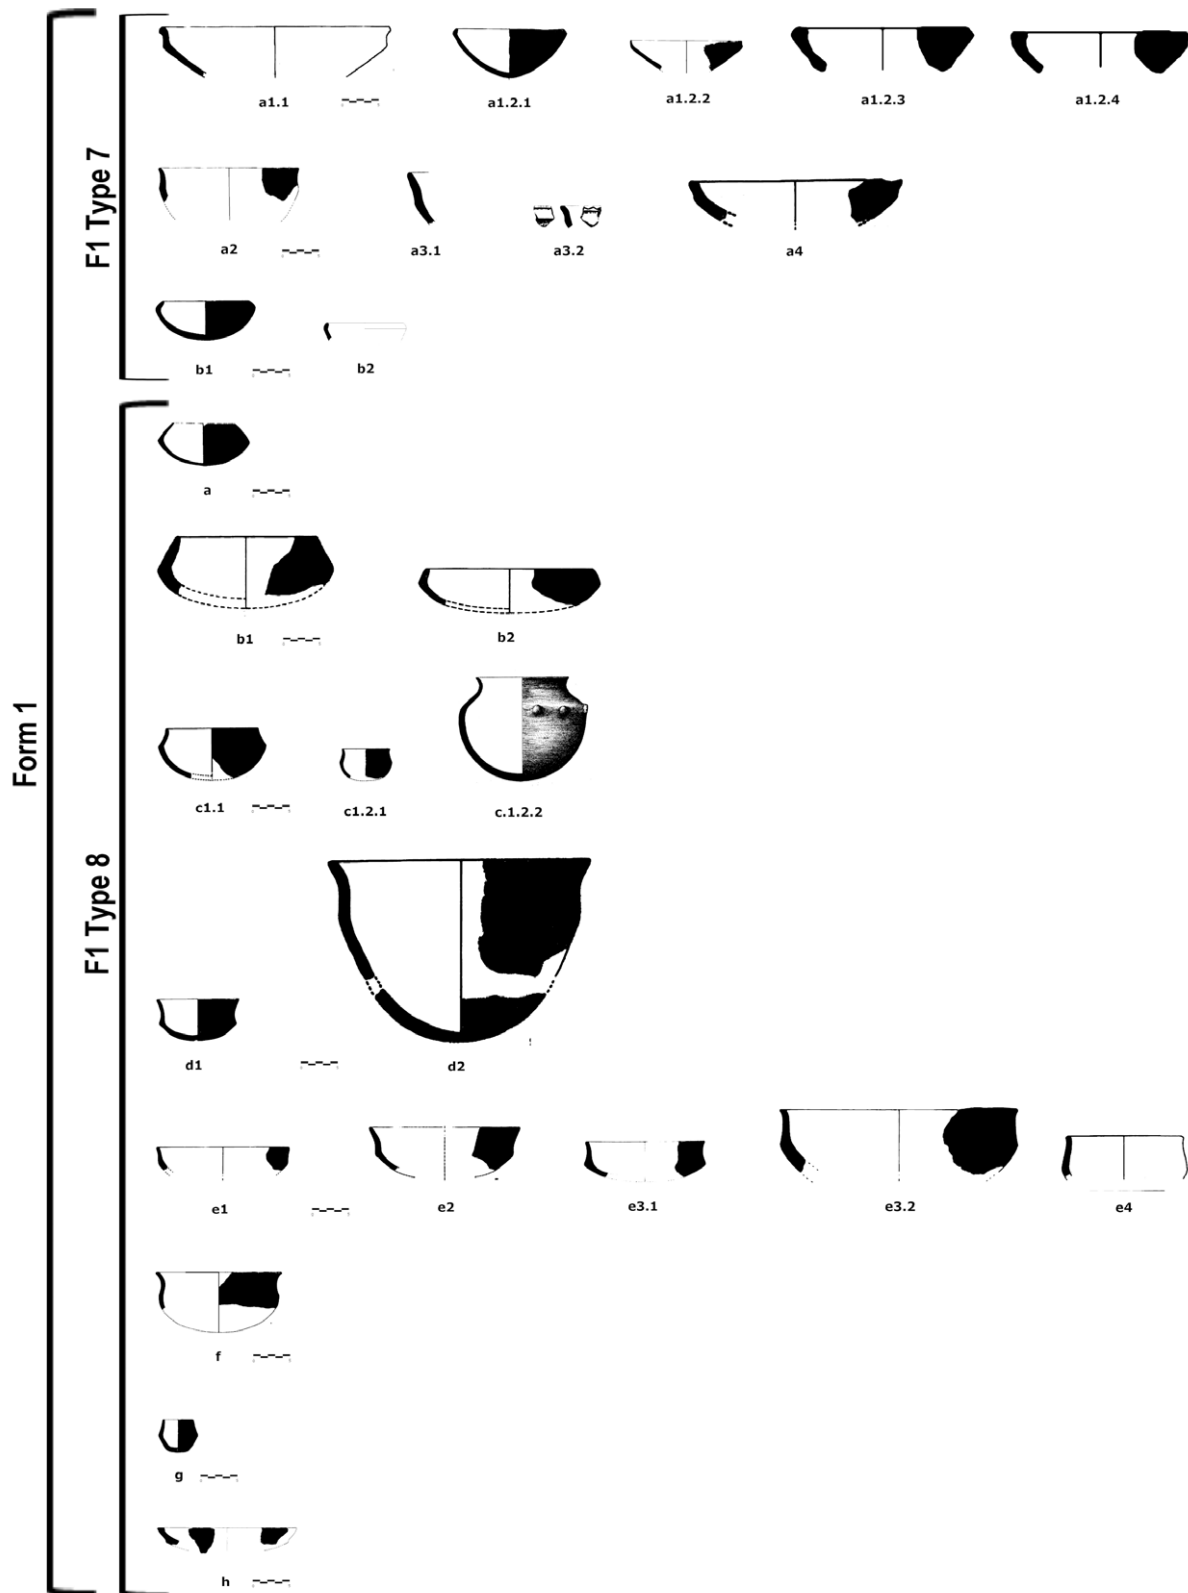 Form 1
F1 Type 7
a1.1
a1.2.1
a1.2.2
a1.2.3
a1.2.4
a2
a3.1
a3.2
a4
b1
b2
F1 Type 8
a
b1
b2
c1.1
c1.2.1
c.1.2.2
d1
d2
e1
e2
e3.1
e3.2
e4
f
g
h